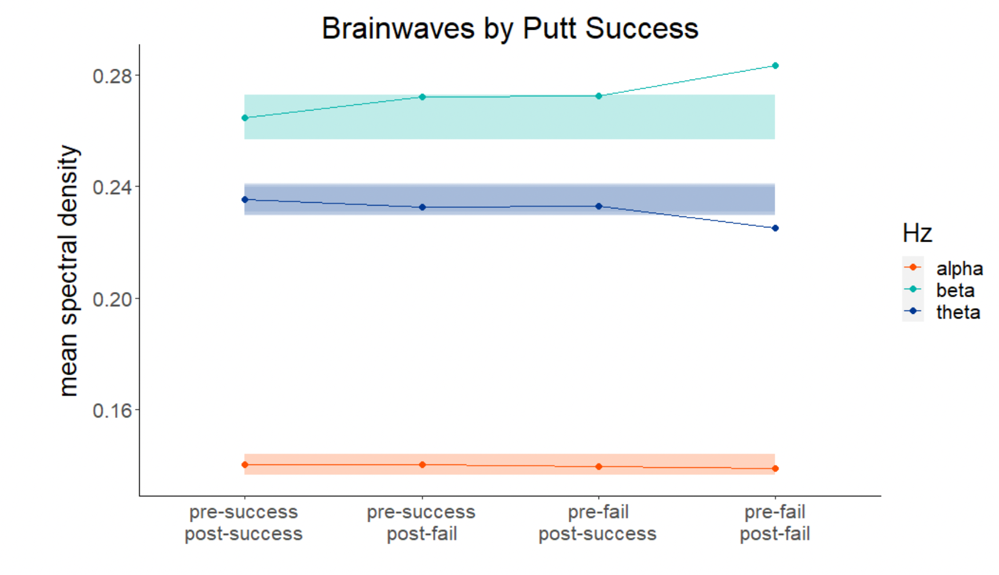 Brainwaves by Putt Success
mean spectral density
0.28
0.24
0.20
0.16
pre-success
post-success
pre-success
post-fail
pre-fail
post-success
pre-fail
post-fail
Hz
alpha
beta
theta